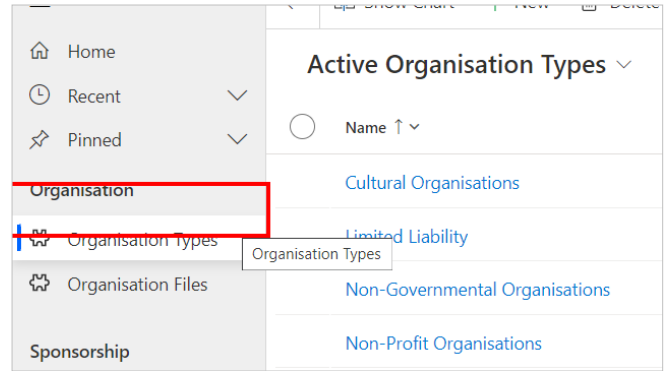 Show Chart New Delete
Home
Recent
Pinned
Organisation
Organisation Types
Organisation Files
Sponsorship
Active Organisation Types
Name
Cultural Organisations
Limited Liability
Organisation Types
Non-Governmental Organisations
Non-Profit Organisations